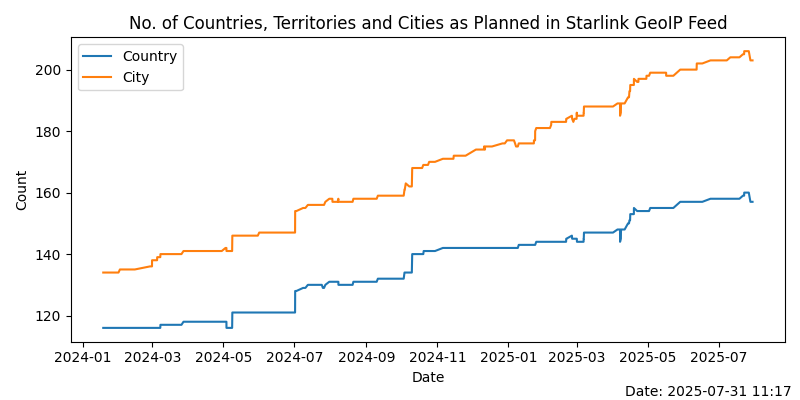 No. of Countries, Territories and Cities as Planned in Starlink GeoIP Feed
Country
City
200
180
160
140
120
Count
2024-01 2024-03 2024-05 2024-07 2024-09 2024-11 2025-01 2025-03 2025-05 2025-07
Date
Date: 2025-07-31 11:17